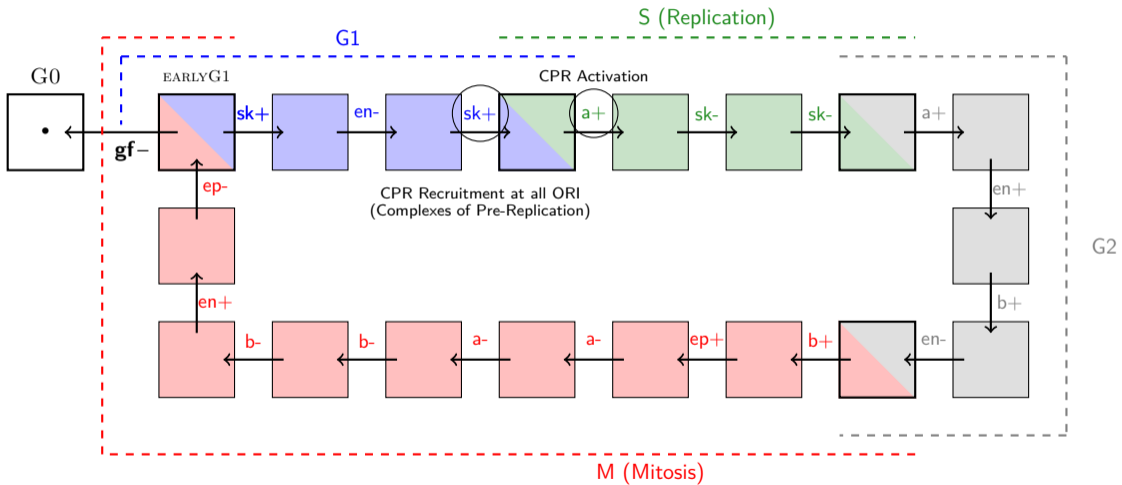 S (Replication)
G1
G0
EARLYG1
CPR Activation
sk+
en-
sk+
a+
sk-
sk-
a+
gf–
ep-
CPR Recruitment at all ORI
(Complexes of Pre-Replication)
en+
G2
en+
b+
b-
b-
a-
a-
ep+
b+
en-
M (Mitosis)